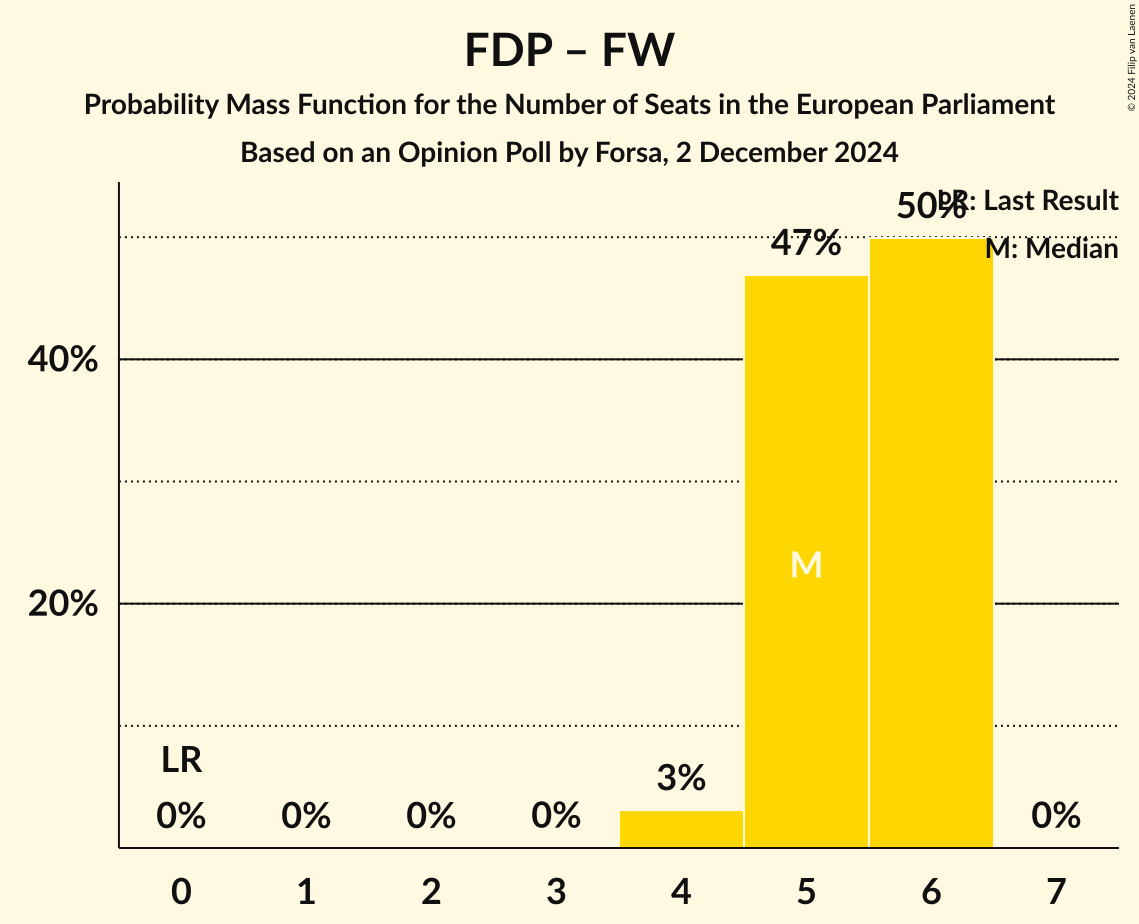 FDP – FW
Probability Mass Function for the Number of Seats in the European Parliament
Based on an Opinion Poll by Forsa, 2 December 2024
© 2024 Filip van Laenen
LR: Last Result
M: Median
50%
47%
40%
M
20%
LR
3%
0% 0% 0% 0% 0%
0 1 2 3 4 5 6 7